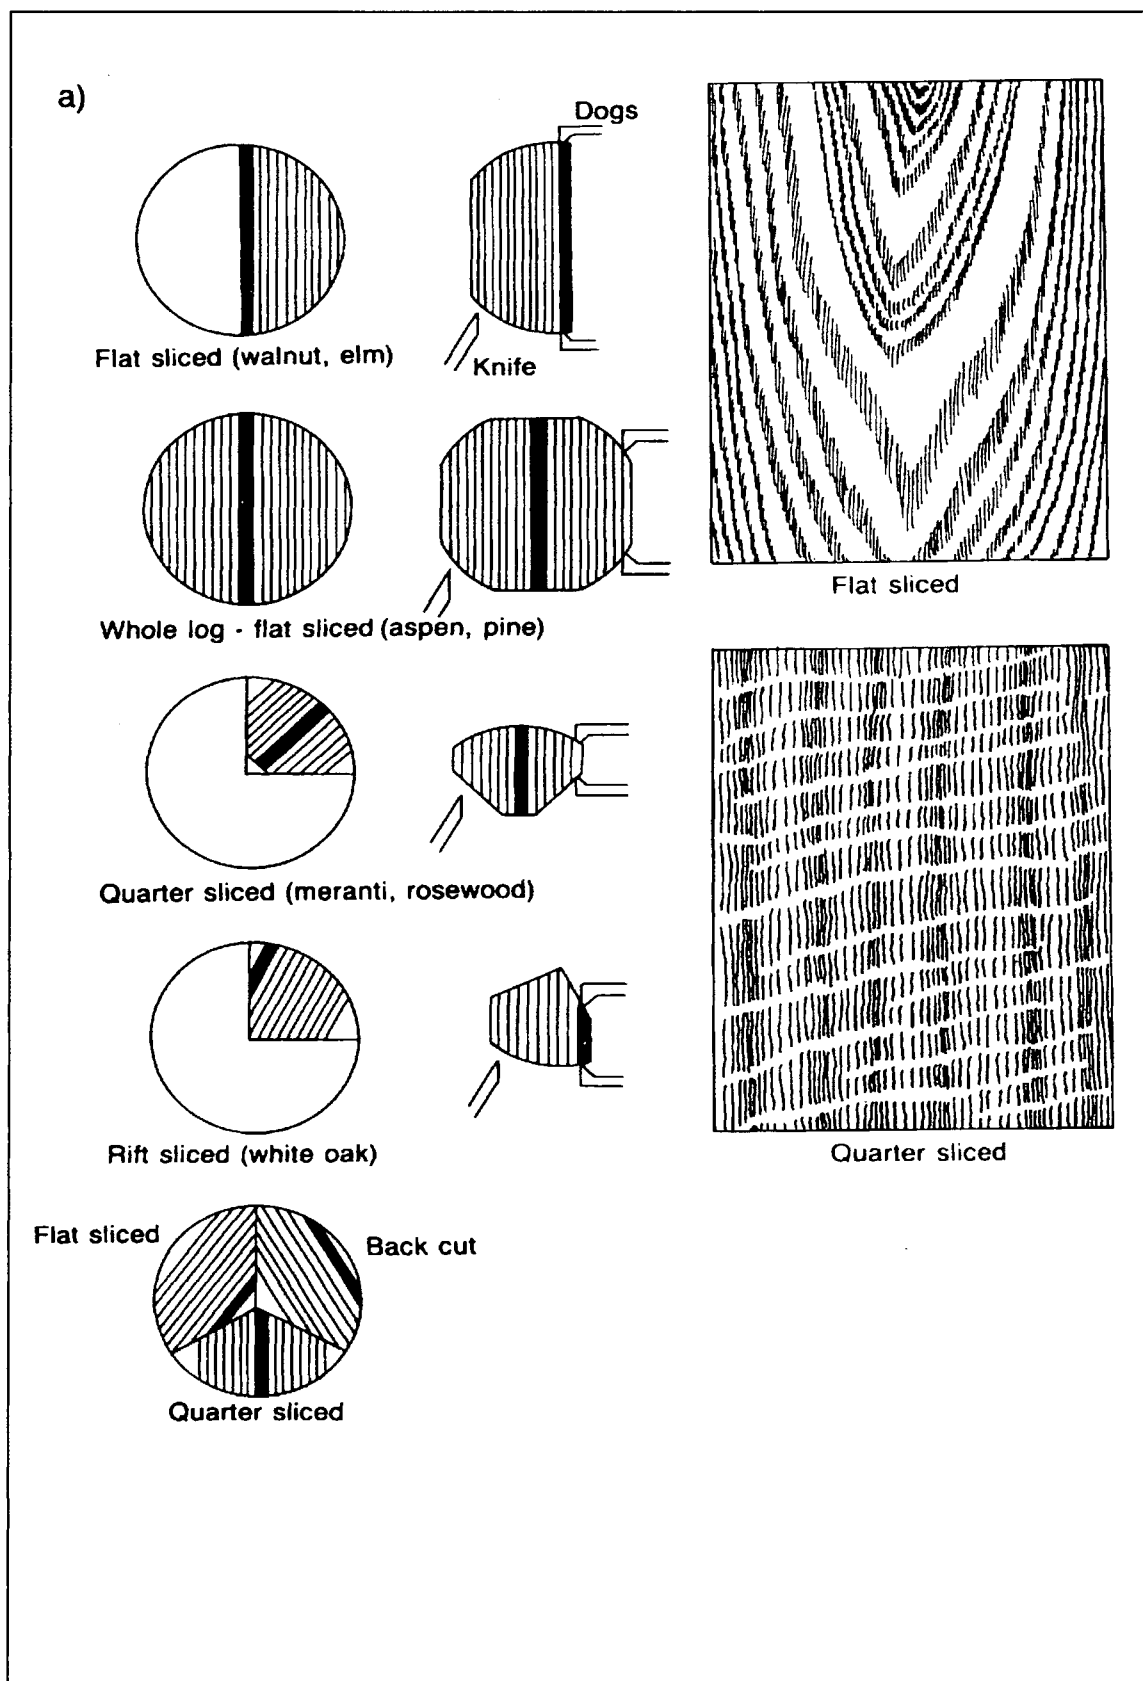 a)
Dogs
Flat sliced (walnut, elm)
Knife
Whole log - flat sliced (aspen, pine)
Flat sliced
Quarter sliced (meranti, rosewood)
Rift sliced (white oak)
Quarter sliced
Flat sliced
Back cut
Quarter sliced